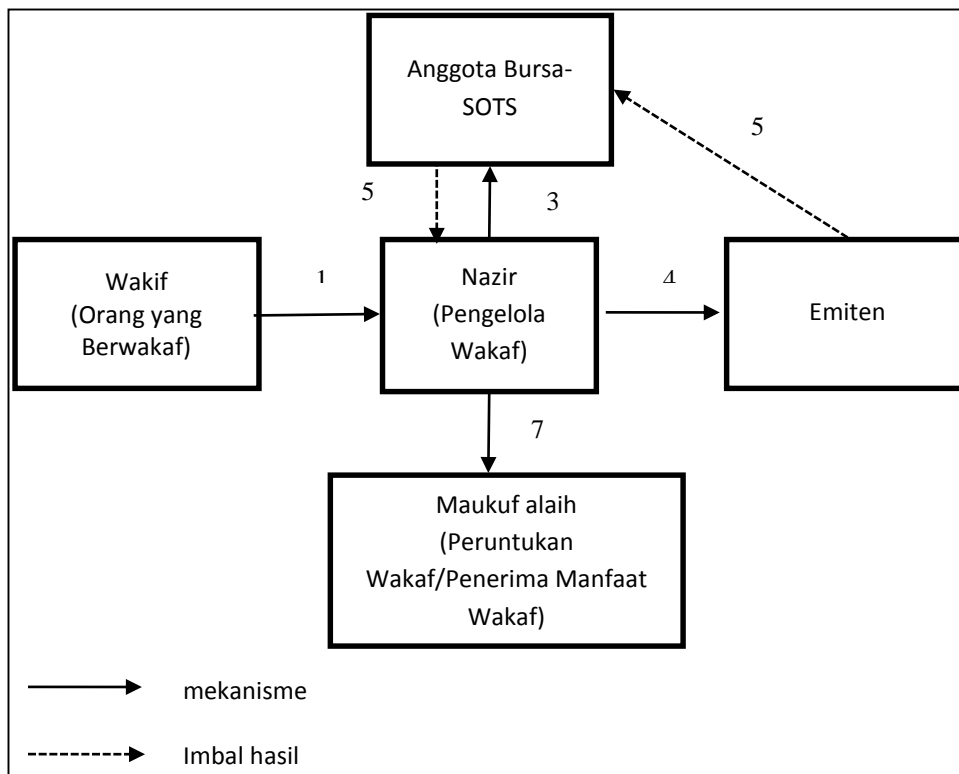 Anggota Bursa-
SOTS
5
5
3
Wakif
(Orang yang
Berwakaf)
1
Nazir
(Pengelola
Wakaf)
4
Emiten
7
Maukuf alaih
(Peruntukan
Wakaf/Penerima Manfaat
Wakaf)
mekanisme
Imbal hasil